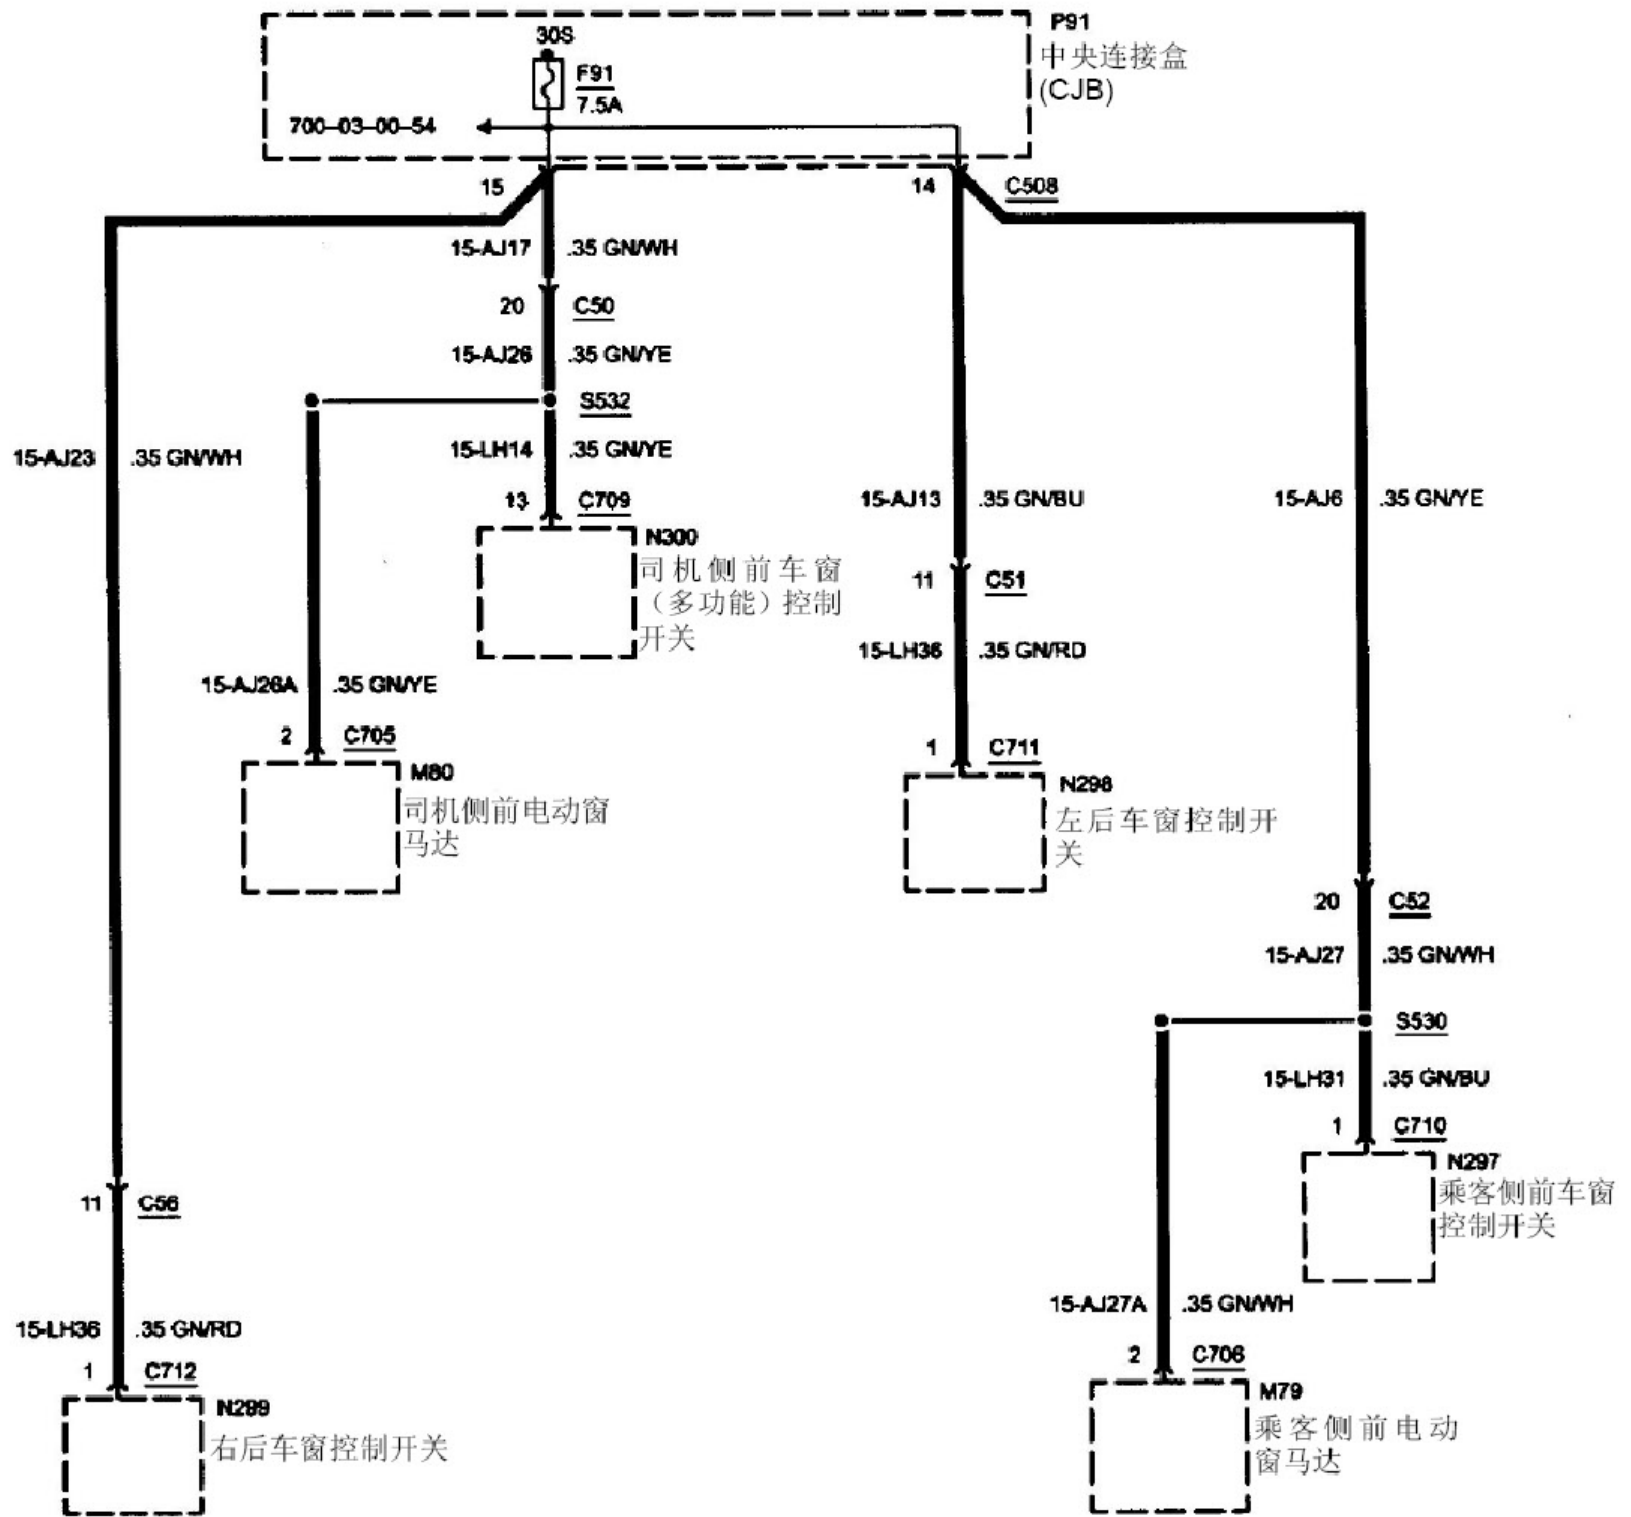 P91
中央连接盒
(CJB)
30S
F91
7.5A
700-03-00-54
15
14
C508
15-AJ17 .35 GN/WH
20 C50
15-AJ26 .35 GN/YE
S532
15-AJ23 .35 GN/WH
15-LH14 .35 GN/YE
13 C709
N300
司机侧前车窗
（多功能）控制
开关
15-AJ13 .35 GN/BU
15-AJ6 .35 GN/YE
11 C51
15-LH36 .35 GN/RD
15-AJ26A .35 GN/YE
2 C705
M80
司机侧前电动窗
马达
1 C711
N298
左后车窗控制开
关
20 C52
15-AJ27 .35 GN/WH
S530
15-LH31 .35 GN/BU
1 C710
N297
乘客侧前车窗
控制开关
11 C56
15-AJ27A .35 GN/WH
15-LH36 .35 GN/RD
2 C706
1 C712
M79
乘客侧前电动
窗马达
N299
右后车窗控制开关